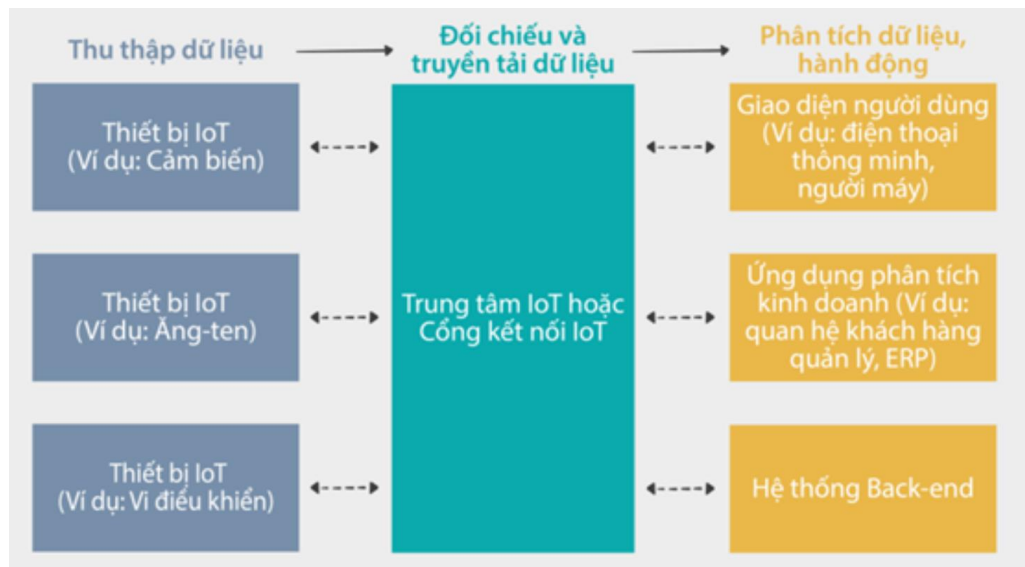 Thu thập dữ liệu
Đối chiếu và
truyền tải dữ liệu
Phân tích dữ liệu,
hành động
Thiết bị IoT
(Ví dụ: Cảm biến)
Thiết bị IoT
(Ví dụ: Ăng-ten)
Thiết bị IoT
(Ví dụ: Vi điều khiển)
Trung tâm IoT hoặc
Cổng kết nối IoT
Giao diện người dùng
(Ví dụ: điện thoại
thông minh,
người máy)
Ứng dụng phân tích
kinh doanh (Ví dụ:
quan hệ khách hàng
quản lý, ERP)
Hệ thống Back-end